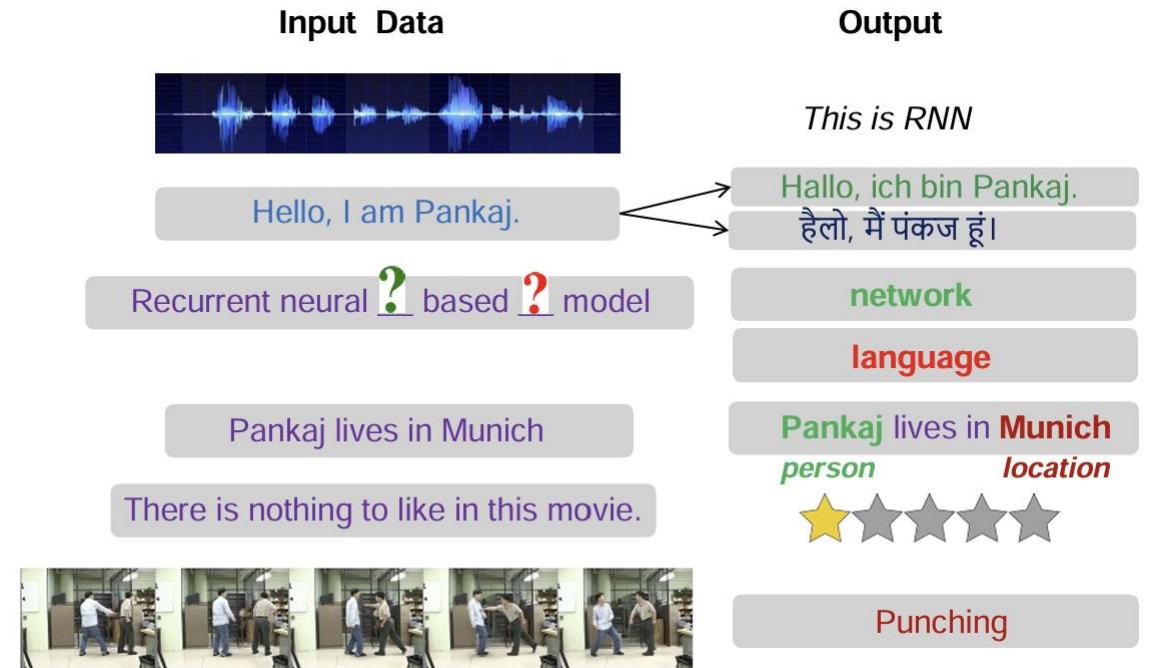 Input Data
Output
This is RNN
Hello, I am Pankaj.
Hallo, ich bin Pankaj.
हैलो, मैं पंकज हूं।
Recurrent neural ? based ? model
network
language
Pankaj lives in Munich
Pankaj lives in Munich
person location
There is nothing to like in this movie.
Punching